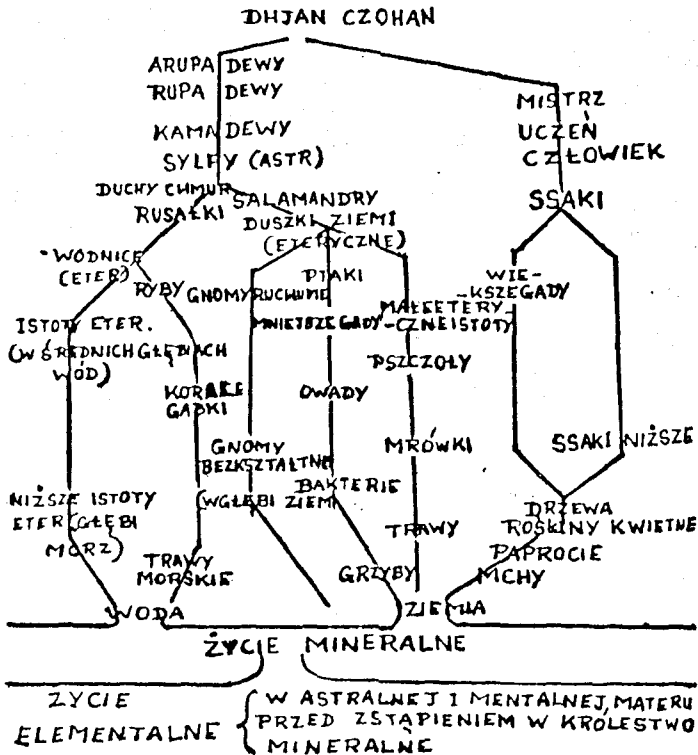 DHJAN CZOHAN
ARUPA DEWY
RUPA DEWY
KAMA DEWY
SYLFY (ASTR)
MISTRZ
UCZEŃ
CZŁOWIEK
SSAKI
DUCHY CHMUR
RUSAŁKI
SALAMANDRY
DUSZKI ZIEMI
(ETERYCZNE)
WODNICE
(ETER)
RYBY
GNOMY RUCHOME
PTAKI
MNIEJSZE GADY
MAŁE ETERY-
-CZNE ISTOTY
WIĘ-
-KSZE GADY
ISTOTY ETER.
(W ŚREDNICH GŁĘBIACH
WÓD)
PSZCZOŁY
KORALE
GĄBKI
OWADY
GNOMY
BEZKSZTAŁTNE
(W GŁĘBI ZIEMI
MRÓWKI
SSAKI NIŻSZE
NIŻSZE ISTOTY
ETER (GŁĘBI
MÓRZ)
BAKTERIE
DRZEWA
ROŚLINY KWIETNE
PAPROCIE
MCHY
TRAWY
TRAWY
MORSKIE
GRZYBY
WODA
ZIEMIA
ŻYCIE MINERALNE
ŻYCIE
ELEMENTALNE
W ASTRALNEJ I MENTALNEJ MATERII
PRZED ZSTĄPIENIEM W KRÓLESTWO
MINERALNE